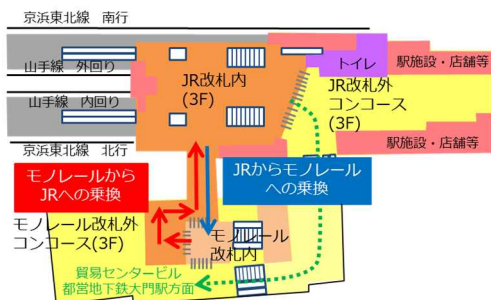 京浜東北線 南行
山手線 外回り
山手線 内回り
京浜東北線 北行
JR改札内
(3F)
トイレ
駅施設・店舗等
JR改札外
コンコース
(3F)
駅施設・店舗等
モノレールから
JRへの乗換
JRからモノレール
への乗換
モノレール改札外
コンコース(3F)
モノレール
改札内
貿易センタービル
都営地下鉄大門駅方面